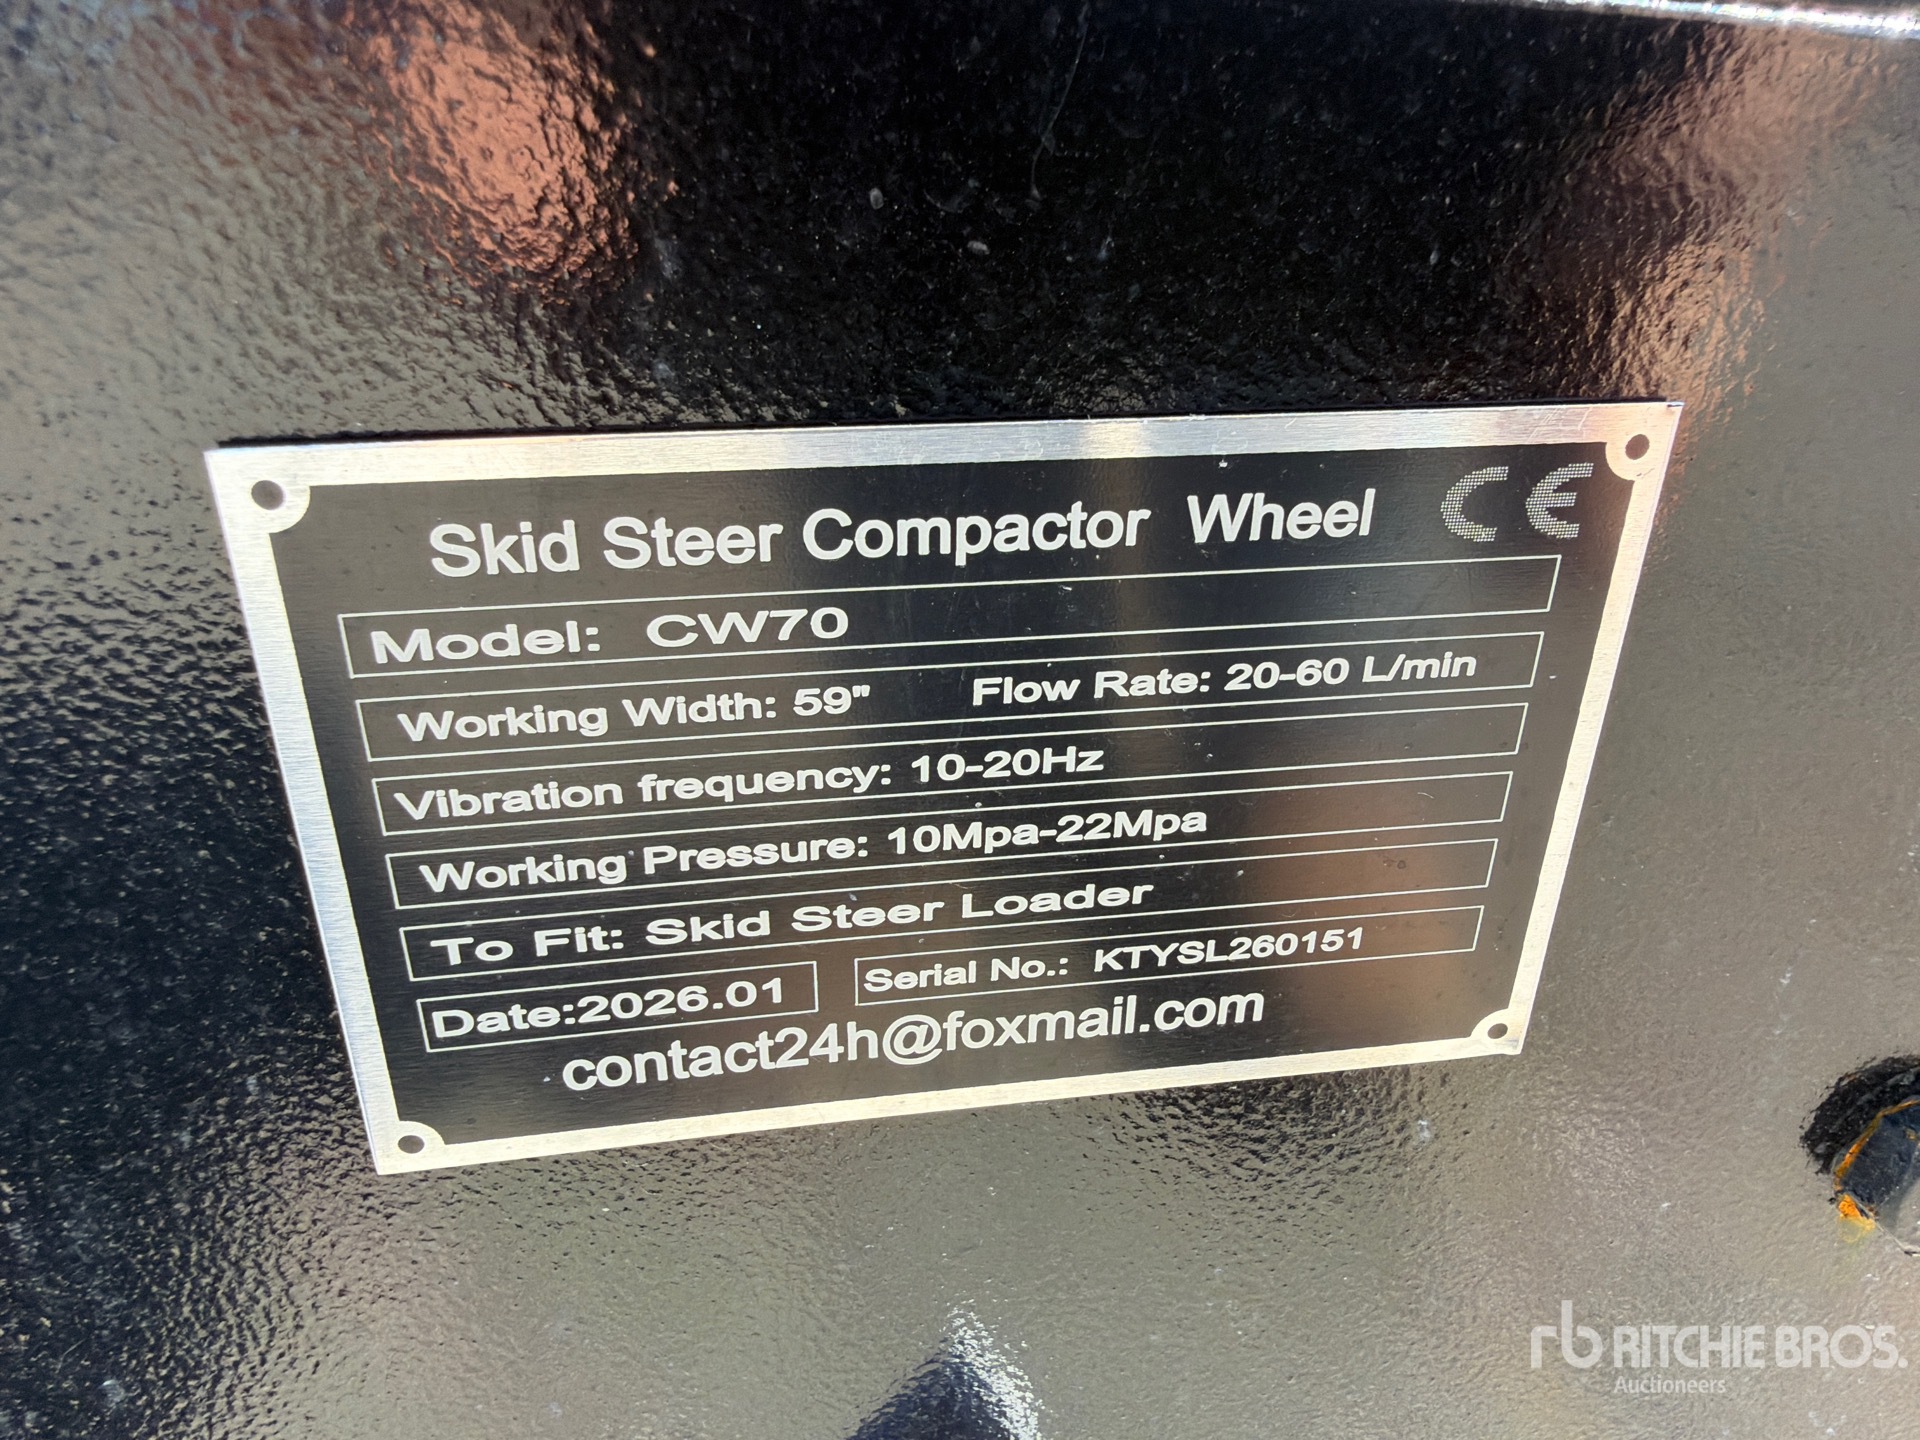 Skid Steer Compactor Wheel CE
Model: CW70
Working Width: 59" Flow Rate: 20-60 L/min
Vibration frequency: 10-20Hz
Working Pressure: 10Mpa-22Mpa
To Fit: Skid Steer Loader
Date:2026.01 Serial No.: KTYSL260151
contact24h@foxmail.com
rb RITCHIE BROS.
Auctioneers